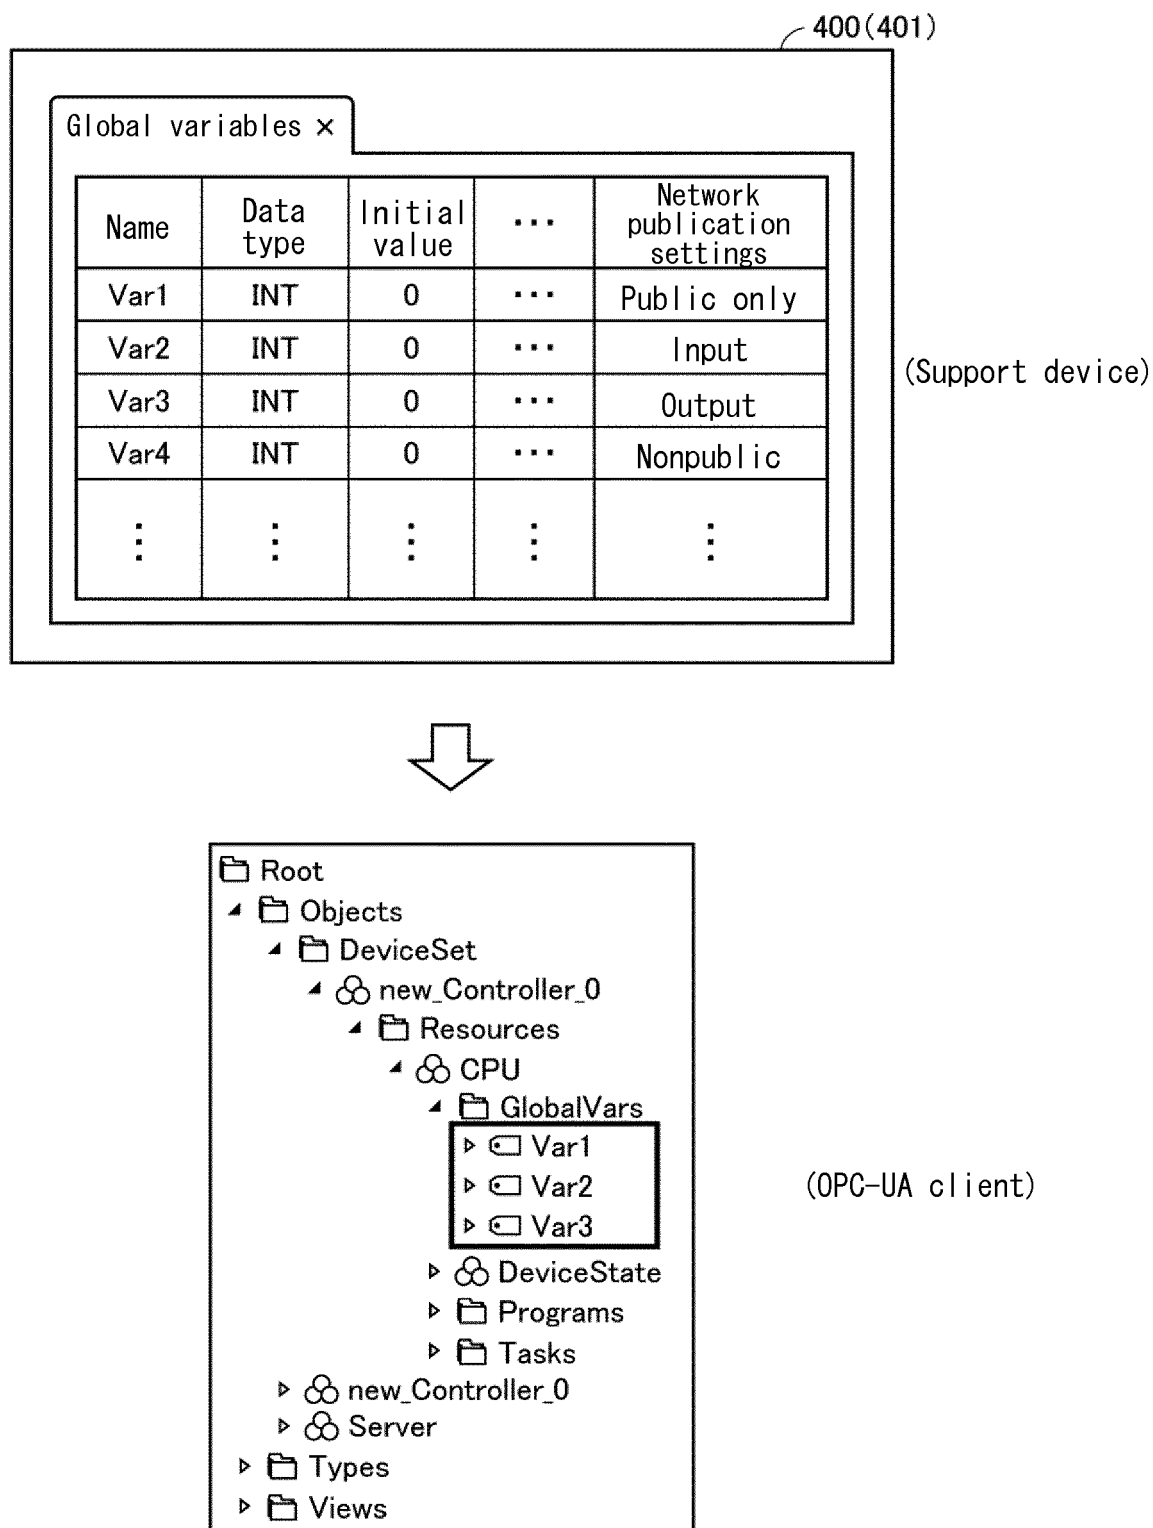 400(401)
Global variables ×
Name Data type Initial value ... Network publication settings
Var1 INT 0 ... Public only
Var2 INT 0 ... Input
Var3 INT 0 ... Output
Var4 INT 0 ... Nonpublic
(Support device)
Root
Objects
DeviceSet
new_Controller_0
Resources
CPU
GlobalVars
Var1
Var2
Var3
(OPC-UA client)
DeviceState
Programs
Tasks
new_Controller_0
Server
Types
Views